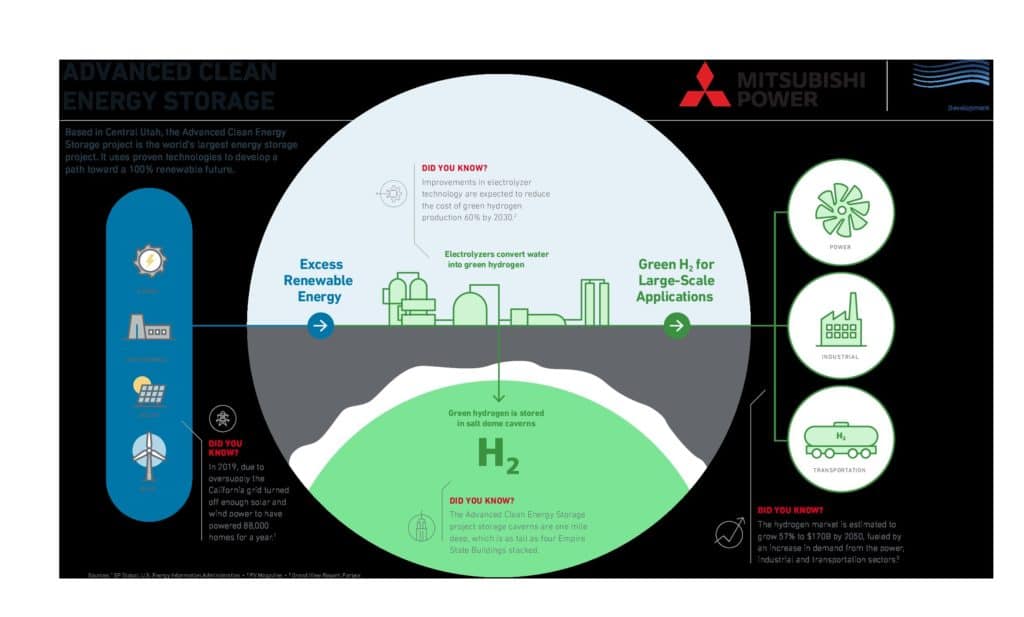 ADVANCED CLEAN
ENERGY STORAGE
MITSUBISHI
POWER
Development
Based in Central Utah, the Advanced Clean Energy
Storage project is the world's largest energy storage
project. It uses proven technologies to develop a
path toward a 100% renewable future.
DID YOU KNOW?
Improvements in electrolyzer
technology are expected to reduce
the cost of green hydrogen
production 60% by 2030.²
Electrolyzers convert water
into green hydrogen
Excess
Renewable
Energy
Green H₂ for
Large-Scale
Applications
POWER
INDUSTRIAL
H₂
TRANSPORTATION
Green hydrogen is stored
in salt dome caverns
H₂
DID YOU
KNOW?
In 2019, due to
oversupply the
California grid turned
off enough solar and
wind power to have
powered 88,000
homes for a year.¹
DID YOU KNOW?
The Advanced Clean Energy Storage
project storage caverns are one mile
deep, which is as tall as four Empire
State Buildings stacked.
DID YOU KNOW?
The hydrogen market is estimated to
grow 57% to $170B by 2050, fueled by
an increase in demand from the power,
industrial and transportation sectors.³
Sources: ¹ SP Global, U.S. Energy Information Administration • ² PV Magazine • ³ Grand View Report,